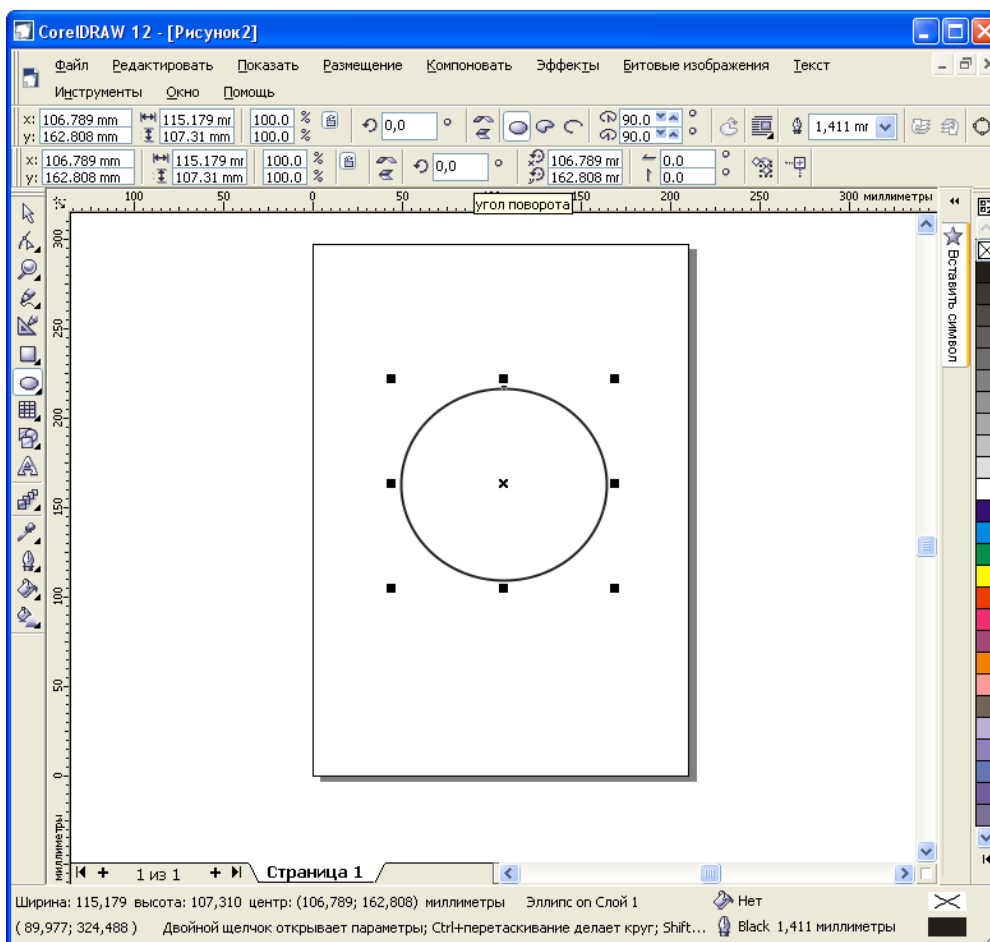 CorelDRAW 12 - [Рисунок2]
Файл Редактировать Показать Размещение Компоновать Эффекты Битовые изображения Текст
Инструменты Окно Помощь
x: 106.789 mm 115.179 mm 100.0 % 0,0 ° 90.0 ° 1,411 mm
y: 162.808 mm 107.31 mm 100.0 % 90.0 °
x: 106.789 mm 115.179 mm 100.0 % 0,0 ° 106.789 mm 0.0 °
y: 162.808 mm 107.31 mm 100.0 % 162.808 mm 0.0 °
100 50 0 50 100 300 миллиметры
угол поворота
300
250
200
150
100
50
0
миллиметры
Вставить символ
1 из 1 Страница 1
Ширина: 115,179 высота: 107,310 центр: (106,789; 162,808) миллиметры Эллипс on Слой 1 Нет
( 89,977; 324,488 ) Двойной щелчок открывает параметры; Ctrl+перетаскивание делает круг; Shift... Black 1,411 миллиметры